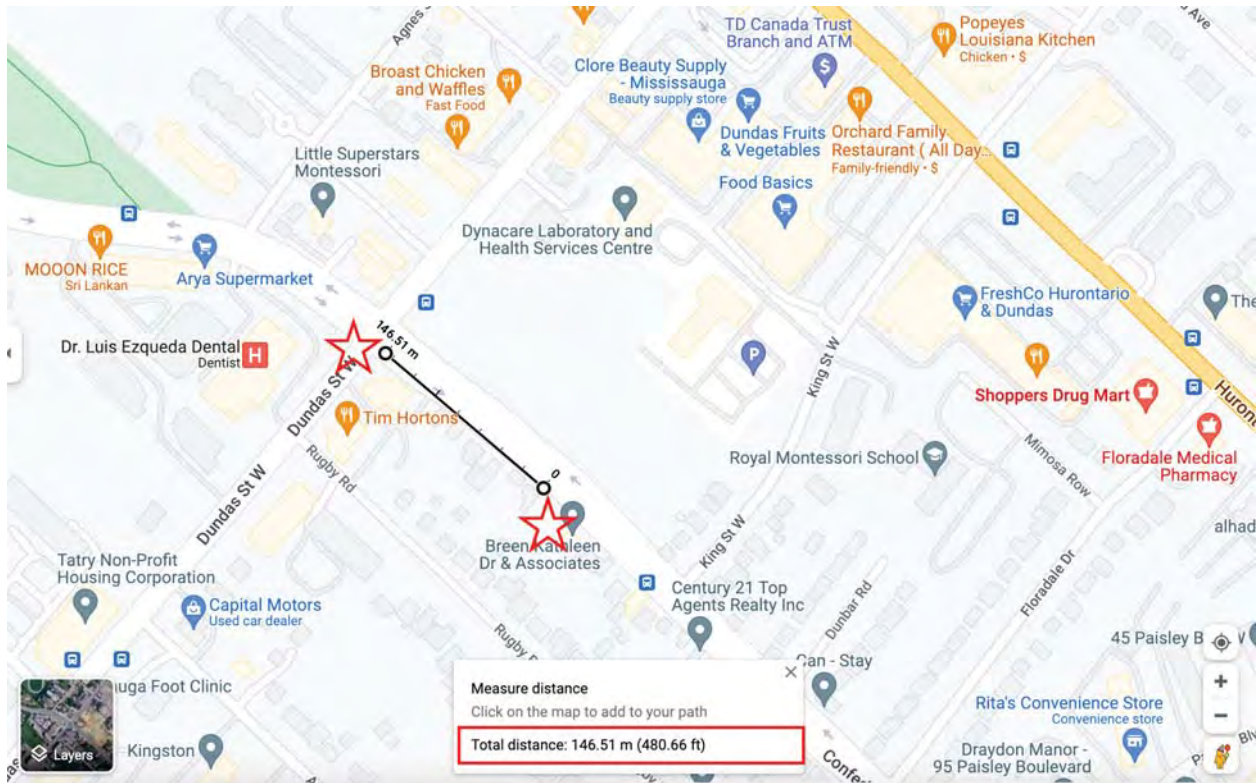 Agnes S
TD Canada Trust
Branch and ATM
$
Popeyes
Louisiana Kitchen
Chicken • $
Ave
Broast Chicken
and Waffles
Fast Food
Clore Beauty Supply
- Mississauga
Beauty supply store
Dundas Fruits
& Vegetables
Orchard Family
Restaurant ( All Day...
Family-friendly • $
Little Superstars
Montessori
Food Basics
Dynacare Laboratory and
Health Services Centre
MOOON RICE
Sri Lankan
Arya Supermarket
FreshCo Hurontario
& Dundas
The
Dr. Luis Ezqueda Dental
Dentist
H
146.51 m
Dundas St W
P
King St W
Tim Hortons
Shoppers Drug Mart
Huront
Rugby Rd
Royal Montessori School
Mimosa Row
Floradale Medical
Pharmacy
Dundas St W
0
Breen Kathleen
Dr & Associates
King St W
alhad
Tatry Non-Profit
Housing Corporation
Capital Motors
Used car dealer
Century 21 Top
Agents Realty Inc
Dunbar Rd
Floradale Dr
45 Paisley B
W
Rugby
Can - Stay
uga Foot Clinic
Measure distance
Click on the map to add to your path
Total distance: 146.51 m (480.66 ft)
Rita's Convenience Store
Convenience store
Layers
Kingston
Confe
Draydon Manor -
95 Paisley Boulevard